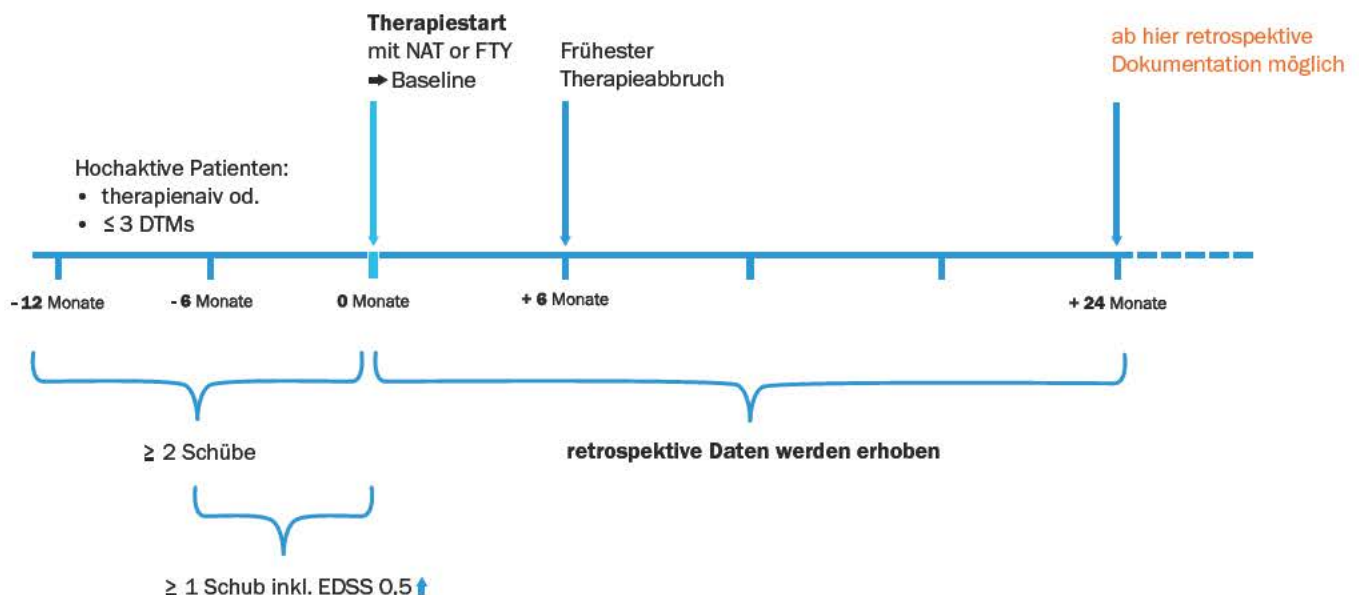 Therapiestart
mit NAT or FTY
➡ Baseline
Frühester
Therapieabbruch
ab hier retrospektive
Dokumentation möglich
Hochaktive Patienten:
• therapienaiv od.
• ≤ 3 DTMs
- 12 Monate
- 6 Monate
0 Monate
+ 6 Monate
+ 24 Monate
≥ 2 Schübe
retrospektive Daten werden erhoben
≥ 1 Schub inkl. EDSS 0,5 ⬆